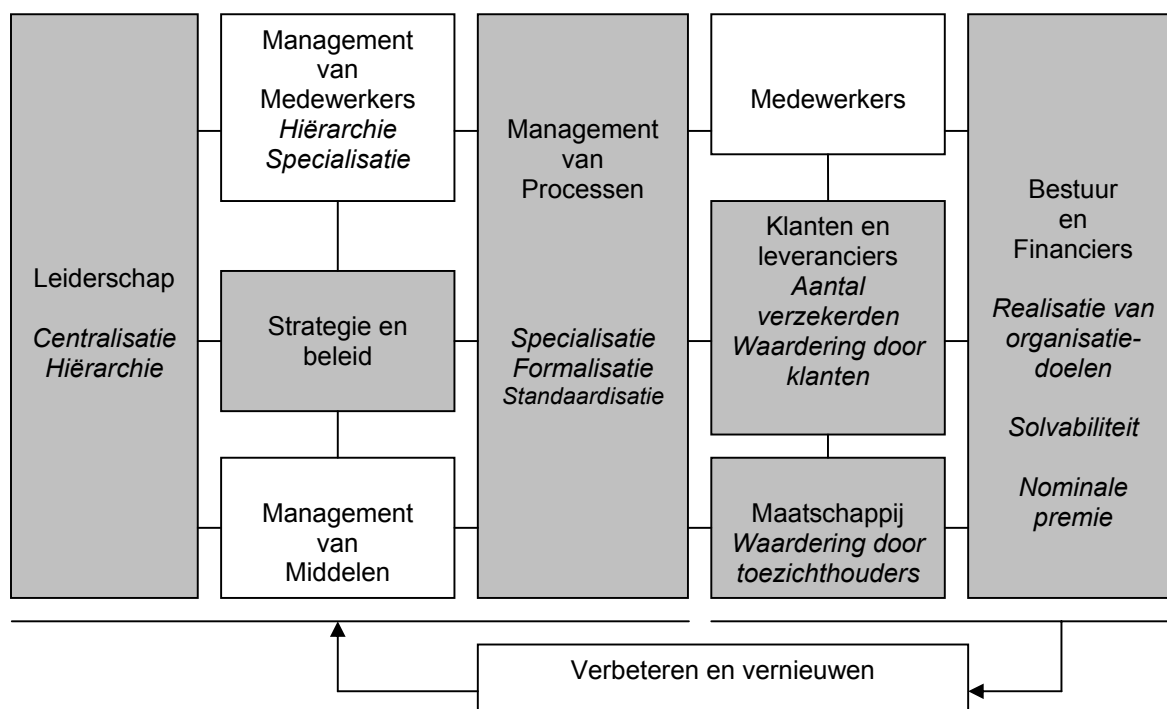 Leiderschap
Centralisatie
Hiërarchie
Management
van
Medewerkers
Hiërarchie
Specialisatie
Strategie en
beleid
Management
van
Middelen
Management
van
Processen
Specialisatie
Formalisatie
Standaardisatie
Medewerkers
Klanten en
leveranciers
Aantal
verzekerden
Waardering door
klanten
Maatschappij
Waardering door
toezichthouders
Bestuur
en
Financiers
Realisatie van
organisatie-
doelen
Solvabiliteit
Nominale
premie
Verbeteren en vernieuwen